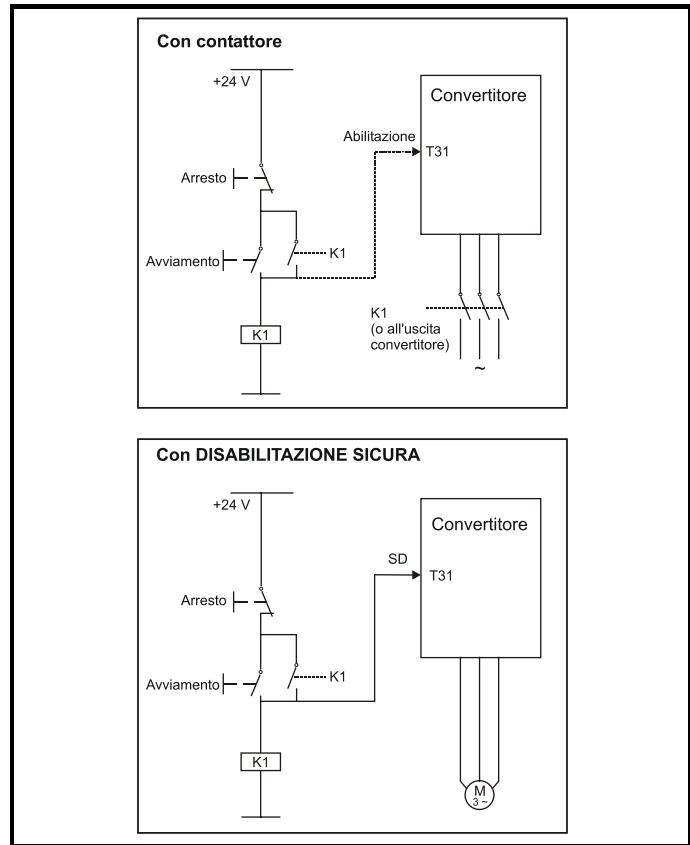 Con contattore
+24 V
Convertitore
Abilitazione
T31
Arresto
Avviamento
K1
K1
K1
(o all'uscita
convertitore)
~
Con DISABILITAZIONE SICURA
+24 V
Convertitore
SD
T31
Arresto
Avviamento
K1
K1
M
3 ~